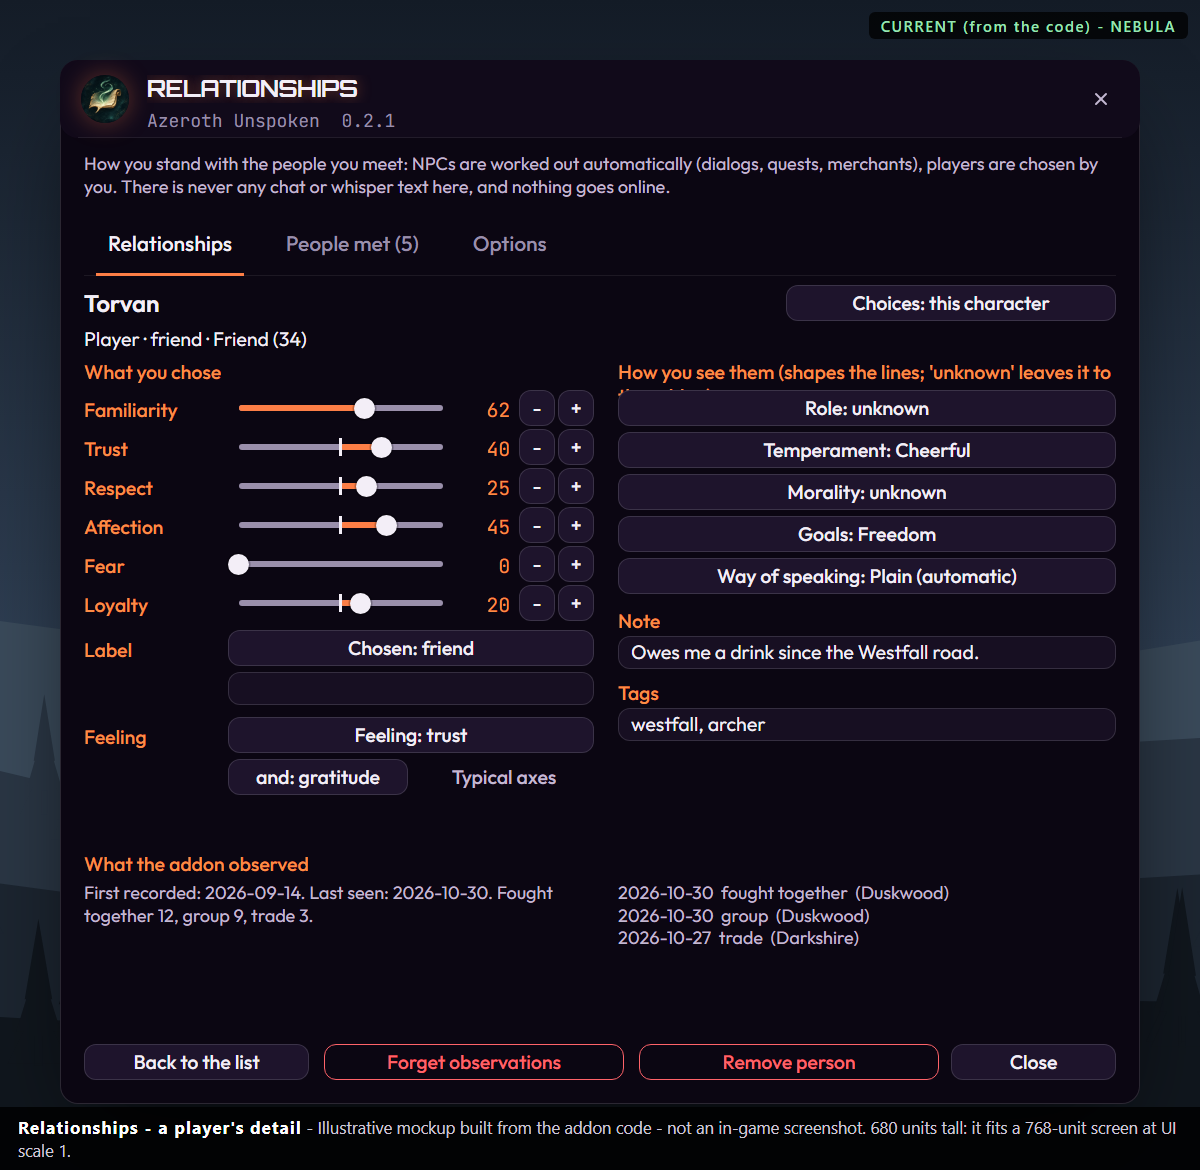 CURRENT (from the code) - NEBULA
RELATIONSHIPS
Azeroth Unspoken 0.2.1
How you stand with the people you meet: NPCs are worked out automatically (dialogs, quests, merchants), players are chosen by
you. There is never any chat or whisper text here, and nothing goes online.
Relationships
People met (5)
Options
Torvan
Choices: this character
Player · friend · Friend (34)
What you chose
Familiarity 62 - +
Trust 40 - +
Respect 25 - +
Affection 45 - +
Fear 0 - +
Loyalty 20 - +
Label
Chosen: friend
Feeling
Feeling: trust
and: gratitude
Typical axes
How you see them (shapes the lines; 'unknown' leaves it to
Role: unknown
Temperament: Cheerful
Morality: unknown
Goals: Freedom
Way of speaking: Plain (automatic)
Note
Owes me a drink since the Westfall road.
Tags
westfall, archer
What the addon observed
First recorded: 2026-09-14. Last seen: 2026-10-30. Fought
together 12, group 9, trade 3.
2026-10-30 fought together (Duskwood)
2026-10-30 group (Duskwood)
2026-10-27 trade (Darkshire)
Back to the list
Forget observations
Remove person
Close
Relationships - a player's detail - Illustrative mockup built from the addon code - not an in-game screenshot. 680 units tall: it fits a 768-unit screen at UI
scale 1.